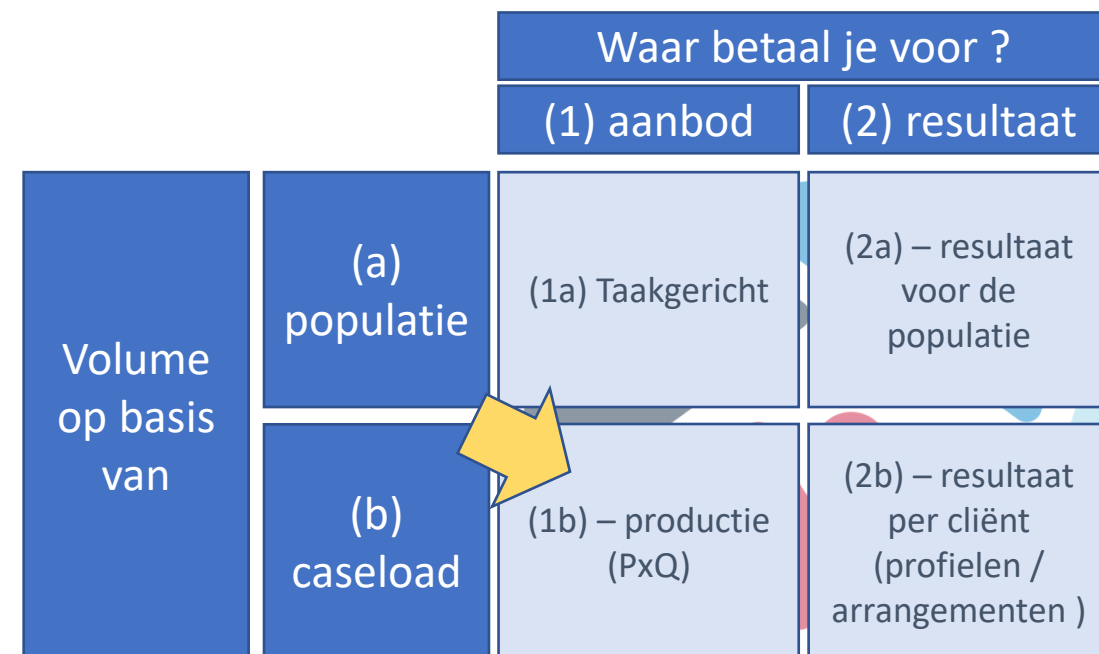 Waar betaal je voor ?
(1) aanbod
(2) resultaat
Volume
op basis
van
(a)
populatie
(1a) Taakgericht
(2a) – resultaat
voor de
populatie
(b)
caseload
(1b) – productie
(PxQ)
(2b) – resultaat
per cliënt
(profielen /
arrangementen )